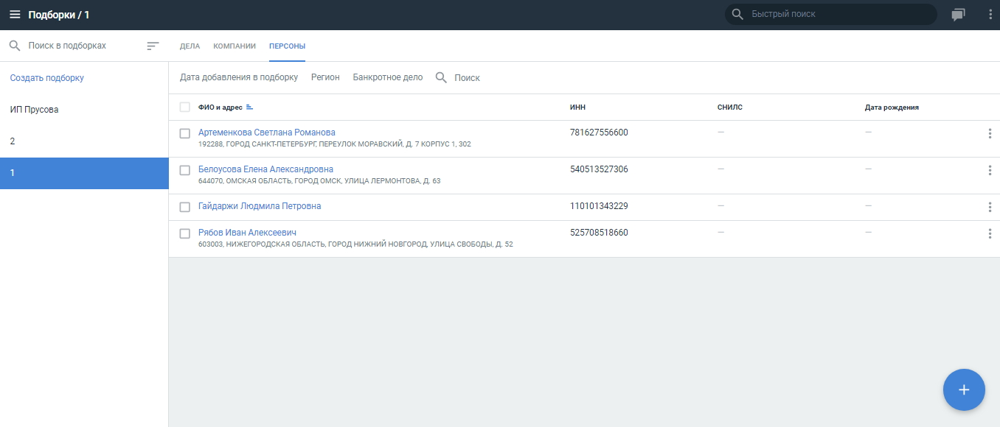 Подборки / 1
Быстрый поиск
Поиск в подборках
ДЕЛА КОМПАНИИ ПЕРСОНЫ
Создать подборку
ИП Прусова
2
1
Дата добавления в подборку Регион Банкротное дело Поиск
ФИО и адрес ИНН СНИЛС Дата рождения
Артеменкова Светлана Романова 781627556600 — —
192288, ГОРОД САНКТ-ПЕТЕРБУРГ, ПЕРЕУЛОК МОРАВСКИЙ, Д. 7 КОРПУС 1, 302
Белоусова Елена Александровна 540513527306 — —
644070, ОМСКАЯ ОБЛАСТЬ, ГОРОД ОМСК, УЛИЦА ЛЕРМОНТОВА, Д. 63
Гайдаржи Людмила Петровна 110101343229 — —
Рябов Иван Алексеевич 525708518660 — —
603003, НИЖЕГОРОДСКАЯ ОБЛАСТЬ, ГОРОД НИЖНИЙ НОВГОРОД, УЛИЦА СВОБОДЫ, Д. 52